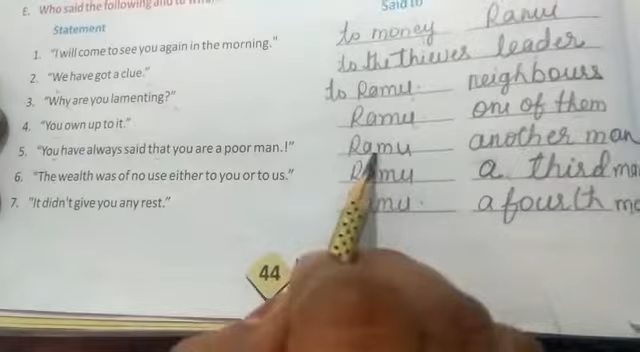 E. Who said the following and to
Statement Said to
1. "I will come to see you again in the morning." to money Ramu
2. "We have got a clue." to the thieves leader
3. "Why are you lamenting?" to Ramu. neighbours
4. "You own up to it." Ramu one of them
5. "You have always said that you are a poor man.!" Ramu another man
6. "The wealth was of no use either to you or to us." Ramu a third ma
7. "It didn't give you any rest." mu. a fourth m
44